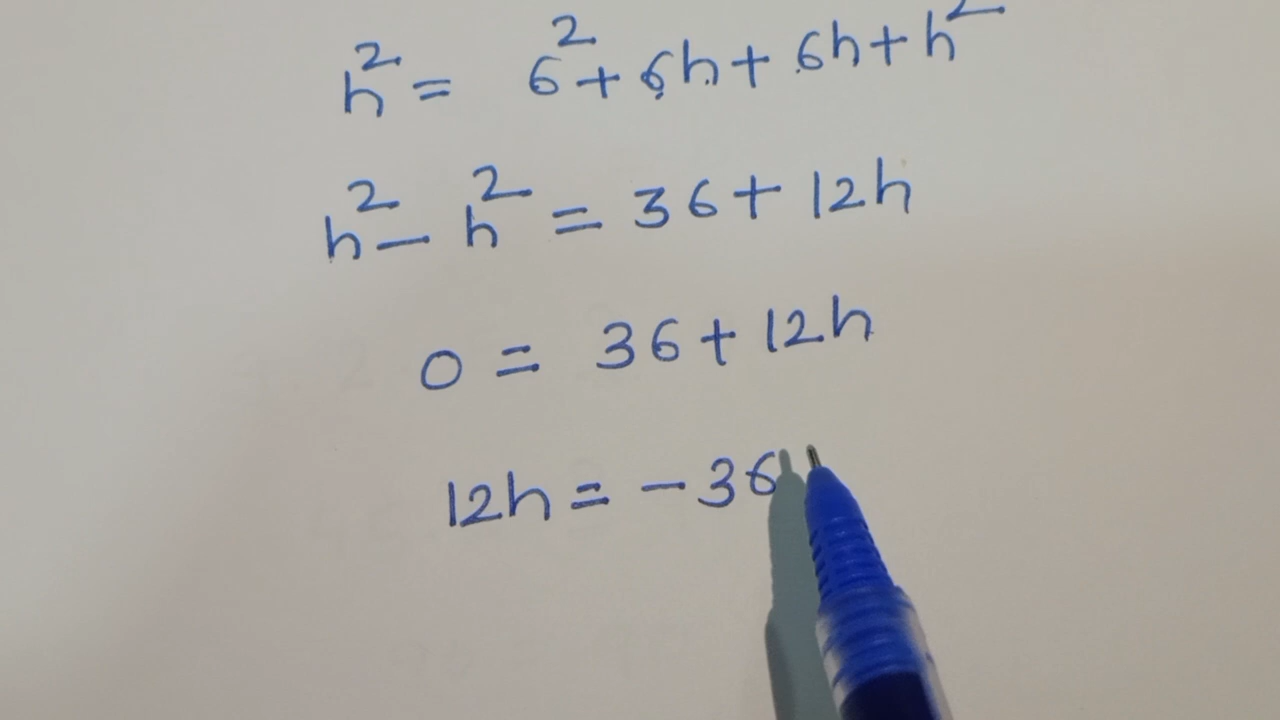 h² = 6² + 6h + 6h + h²
h² - h² = 36 + 12h
0 = 36 + 12h
12h = -36